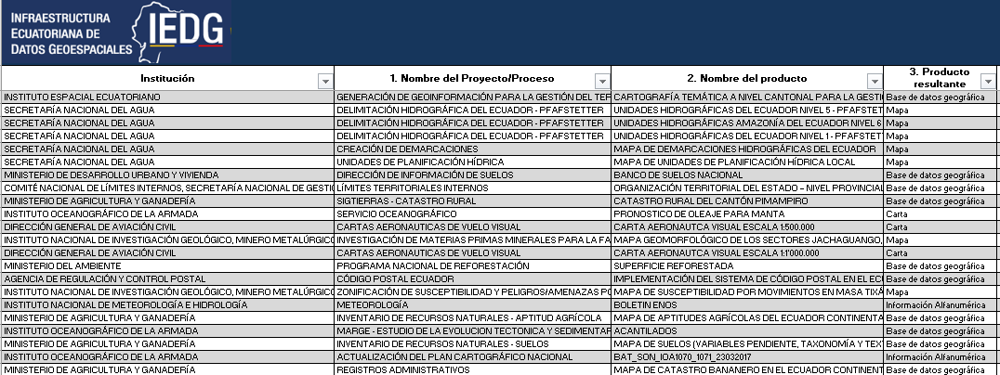 INFRAESTRUCTURA
ECUATORIANA DE
DATOS GEOESPACIALES
IEDG
Institución 1. Nombre del Proyecto/Proceso 2. Nombre del producto 3. Producto resultante
INSTITUTO ESPACIAL ECUATORIANO GENERACIÓN DE GEOINFORMACIÓN PARA LA GESTIÓN DEL TER CARTOGRAFÍA TEMÁTICA A NIVEL CANTONAL PARA LA GESTI Base de datos geográfica
SECRETARÍA NACIONAL DEL AGUA DELIMITACIÓN HIDROGRÁFICA DEL ECUADOR - PFAFSTETTER UNIDADES HIDROGRÁFICAS DEL ECUADOR NIVEL 5 - PFAFSTET Mapa
SECRETARÍA NACIONAL DEL AGUA DELIMITACIÓN HIDROGRÁFICA DEL ECUADOR - PFAFSTETTER UNIDADES HIDROGRÁFICAS AMAZONÍA DEL ECUADOR NIVEL 6 Mapa
SECRETARÍA NACIONAL DEL AGUA DELIMITACIÓN HIDROGRÁFICA DEL ECUADOR - PFAFSTETTER UNIDADES HIDROGRÁFICAS DEL ECUADOR NIVEL 1 - PFAFSTET Mapa
SECRETARÍA NACIONAL DEL AGUA CREACIÓN DE DEMARCACIONES MAPA DE DEMARCACIONES HIDROGRÁFICAS DEL ECUADOR Mapa
SECRETARÍA NACIONAL DEL AGUA UNIDADES DE PLANIFICACIÓN HÍDRICA MAPA DE UNIDADES DE PLANIFICACIÓN HÍDRICA LOCAL Mapa
MINISTERIO DE DESARROLLO URBANO Y VIVIENDA DIRECCIÓN DE INFORMACIÓN DE SUELOS BANCO DE SUELOS NACIONAL Base de datos geográfica
COMITÉ NACIONAL DE LÍMITES INTERNOS, SECRETARÍA NACIONAL DE GESTI LÍMITES TERRITORIALES INTERNOS ORGANIZACIÓN TERRITORIAL DEL ESTADO – NIVEL PROVINCIAL Base de datos geográfica
MINISTERIO DE AGRICULTURA Y GANADERÍA SIGTIERRAS - CATASTRO RURAL CATASTRO RURAL DEL CANTÓN PIMAMPIRO Base de datos geográfica
INSTITUTO OCEANOGRÁFICO DE LA ARMADA SERVICIO OCEANOGRÁFICO PRONOSTICO DE OLEAJE PARA MANTA Carta
DIRECCIÓN GENERAL DE AVIACIÓN CIVIL CARTAS AERONAUTICAS DE VUELO VISUAL CARTA AERONAUTCA VISUAL ESCALA 1:500.000 Carta
INSTITUTO NACIONAL DE INVESTIGACIÓN GEOLÓGICO, MINERO METALÚRGICO INVESTIGACIÓN DE MATERIAS PRIMAS MINERALES PARA LA FA MAPA GEOMORFOLÓGICO DE LOS SECTORES JACHAGUANGO, Mapa
DIRECCIÓN GENERAL DE AVIACIÓN CIVIL CARTAS AERONAUTICAS DE VUELO VISUAL CARTA AERONAUTCA VISUAL ESCALA 1:1'000.000 Carta
MINISTERIO DEL AMBIENTE PROGRAMA NACIONAL DE REFORESTACIÓN SUPERFICIE REFORESTADA Base de datos geográfica
AGENCIA DE REGULACIÓN Y CONTROL POSTAL CÓDIGO POSTAL ECUADOR IMPLEMENTACIÓN DEL SISTEMA DE CÓDIGO POSTAL EN EL ECU Base de datos geográfica
INSTITUTO NACIONAL DE INVESTIGACIÓN GEOLÓGICO, MINERO METALÚRGICO ZONIFICACIÓN DE SUSCEPTIBILIDAD Y PELIGROS/AMENAZAS PO MAPA DE SUSCEPTIBILIDAD POR MOVIMIENTOS EN MASA TIXÁ Mapa
INSTITUTO NACIONAL DE METEOROLOGÍA E HIDROLOGÍA METEOROLOGÍA BOLETIN ENOS Información Alfanumérica
MINISTERIO DE AGRICULTURA Y GANADERÍA INVENTARIO DE RECURSOS NATURALES - APTITUD AGRÍCOLA MAPA DE APTITUDES AGRÍCOLAS DEL ECUADOR CONTINENTA Base de datos geográfica
INSTITUTO OCEANOGRÁFICO DE LA ARMADA MARGE - ESTUDIO DE LA EVOLUCION TECTONICA Y SEDIMENTAR ACANTILADOS Base de datos geográfica
MINISTERIO DE AGRICULTURA Y GANADERÍA INVENTARIO DE RECURSOS NATURALES - SUELOS MAPA DE SUELOS (VARIABLES PENDIENTE, TAXONOMÍA Y TEX Base de datos geográfica
INSTITUTO OCEANOGRÁFICO DE LA ARMADA ACTUALIZACIÓN DEL PLAN CARTOGRÁFICO NACIONAL BAT_SON_IOA1070_1071_23032017 Información Alfanumérica
MINISTERIO DE AGRICULTURA Y GANADERÍA REGISTROS ADMINISTRATIVOS MAPA DE CATASTRO BANANERO EN EL ECUADOR CONTINENT Base de datos geográfica